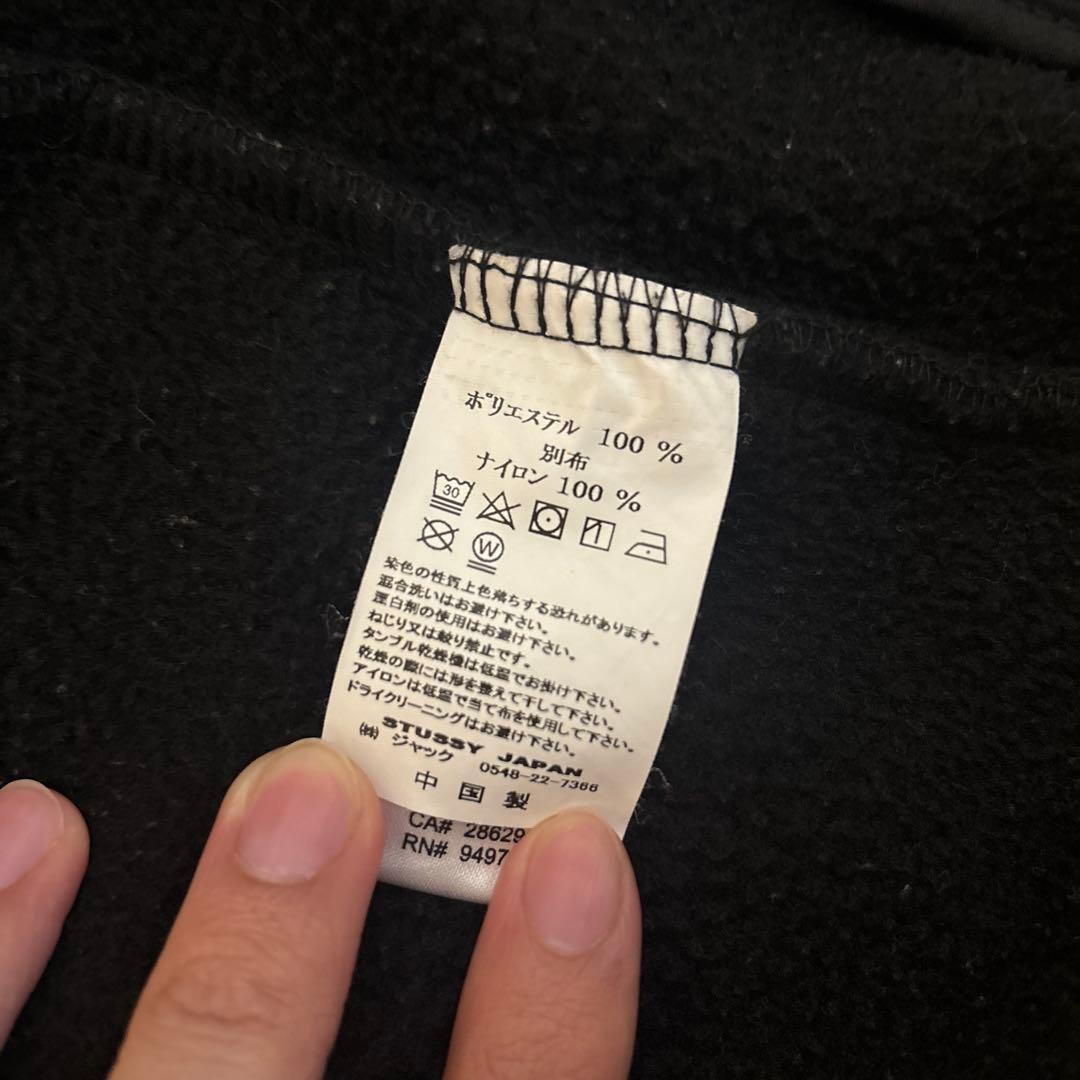 ポリエステル 100 %
別布
ナイロン 100 %
30
W
染色の性質上色落ちする恐れがあります。
混合洗いはお避け下さい。
漂白剤の使用はお避け下さい。
ねじり又は絞り禁止です。
タンブル乾燥機は低温でお掛け下さい。
乾燥の際には形を整えて干して下さい。
アイロンは低温で当て布を使用して下さい。
ドライクリーニングはお避け下さい。
STUSSY JAPAN
㈱ ジャック 0548-22-7366
中国製
CA# 28629
RN# 9497